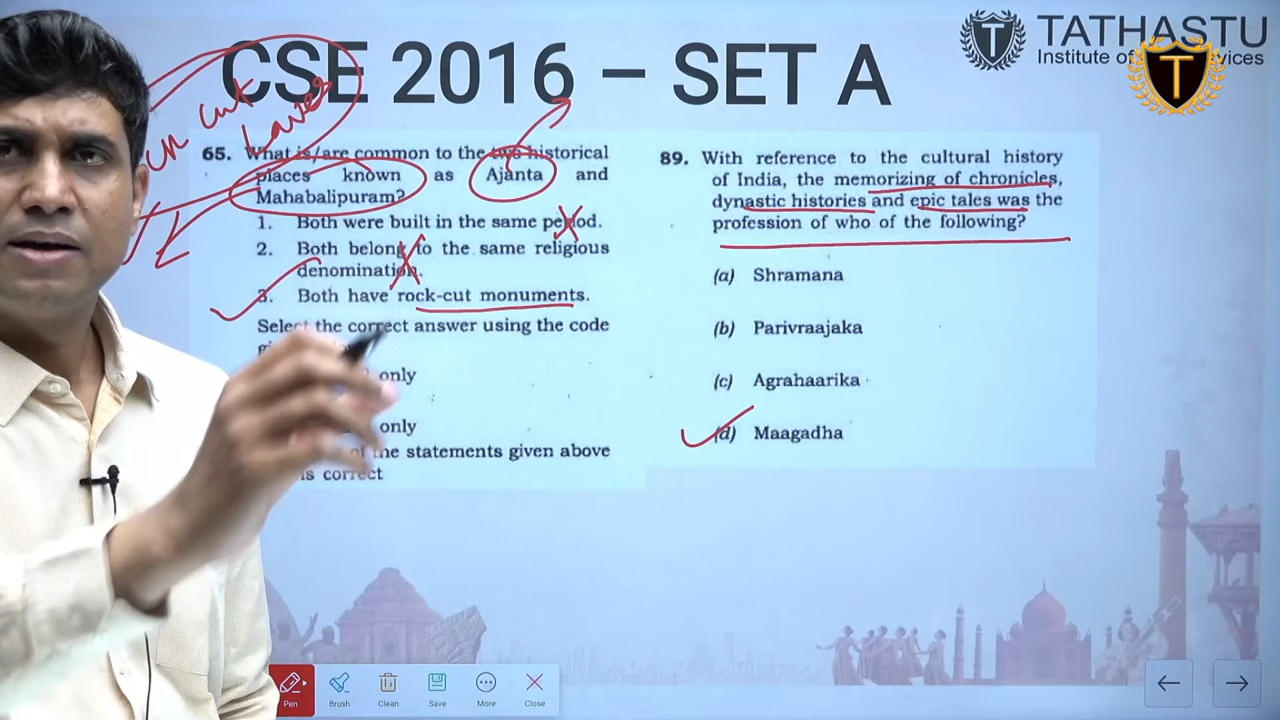 CSE 2016 – SET A
TATHASTU
Institute of
vices
T
T
cut
caves
65. What is/are common to the two historical
places known as Ajanta and
Mahabalipuram?
1. Both were built in the same period.
2. Both belong to the same religious
denomination.
3. Both have rock-cut monuments.
Select the correct answer using the code
only
only
the statements given above
is correct
89. With reference to the cultural history
of India, the memorizing of chronicles,
dynastic histories and epic tales was the
profession of who of the following?
(a) Shramana
(b) Parivraajaka
(c) Agrahaarika
(d) Maagadha
Pen
Brush
Clean
Save
More
Close